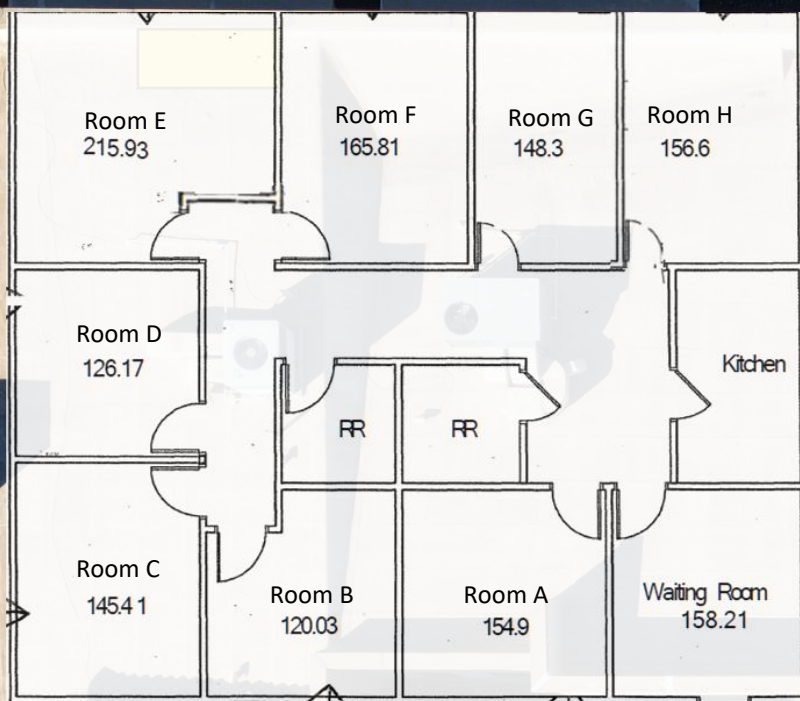 Room E
215.93
Room F
165.81
Room G
148.3
Room H
156.6
Room D
126.17
Kitchen
RR
RR
Room C
145.41
Room B
120.03
Room A
154.9
Waiting Room
158.21